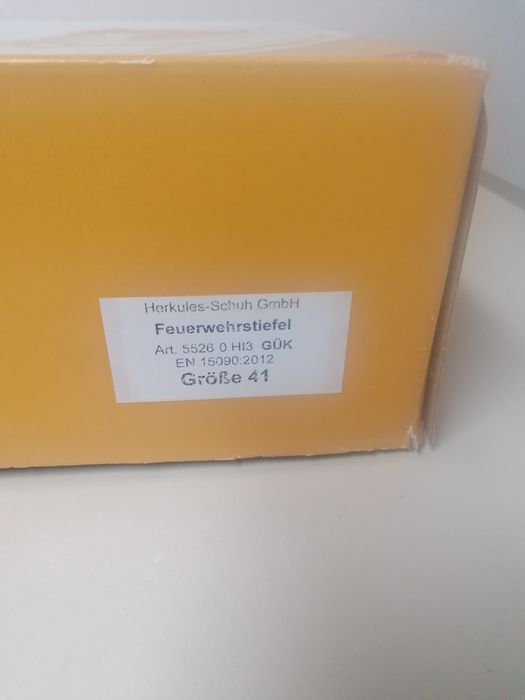 Herkules-Schuh GmbH
Feuerwehrstiefel
Art. 5526 0 HI3 GÜK
EN 15090:2012
Größe 41